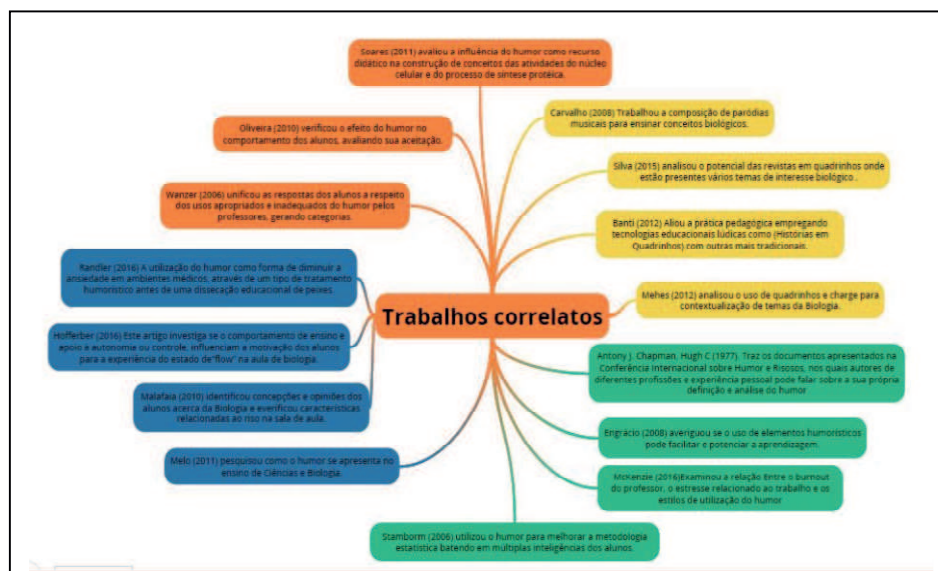 Soares (2011) avaliou a influência do humor como recurso
didático na construção de conceitos das atividades do núcleo
celular e do processo de síntese protéica.
Oliveira (2010) verificou o efeito do humor no
comportamento dos alunos, avaliando sua aceitação.
Wanzer (2006) unificou as respostas dos alunos a respeito
dos usos apropriados e inadequados do humor pelos
professores, gerando categorias.
Randler (2016) A utilização do humor como forma de diminuir a
ansiedade em ambientes médicos, através de um tipo de tratamento
humorístico antes de uma dissecação educacional de peixes.
Hofferber (2016) Este artigo investiga se o comportamento de ensino e
apoio à autonomia ou controle, influenciam a motivação dos alunos
para a experiência do estado de"flow" na aula de biologia.
Malafaia (2010) identificou concepções e opiniões dos
alunos acerca da Biologia e evenificou características
relacionadas ao riso na sala de aula.
Melo (2011) pesquisou como o humor se apresenta no
ensino de Ciências e Biologia.
Trabalhos correlatos
Carvalho (2008) Trabalhou a composição de paródias
musicais para ensinar conceitos biológicos.
Silva (2015) analisou o potencial das revistas em quadrinhos onde
estão presentes vários temas de interesse biológico .
Banti (2012) Aliou a prática pedagógica empregando
tecnologias educacionais lúdicas como (Histórias em
Quadrinhos) com outras mais tradicionais.
Mehes (2012) analisou o uso de quadrinhos e charge para
contextualização de temas da Biologia.
Antony J. Chapman, Hugh C (1977). Traz os documentos apresentados na
Conferência Internacional sobre Humor e Risosos, nos quais autores de
diferentes profissões e experiência pessoal pode falar sobre a sua própria
definição e análise do humor
Engrácio (2008) averiguou se o uso de elementos humorísticos
pode facilitar e potenciar a aprendizagem.
McKenzie (2016)Examinou a relação Entre o burnout
do professor, o estresse relacionado ao trabalho e os
estilos de utilização do humor
Stamborm (2006) utilizou o humor para melhorar a metodologia
estatística batendo em múltiplas inteligências dos alunos.